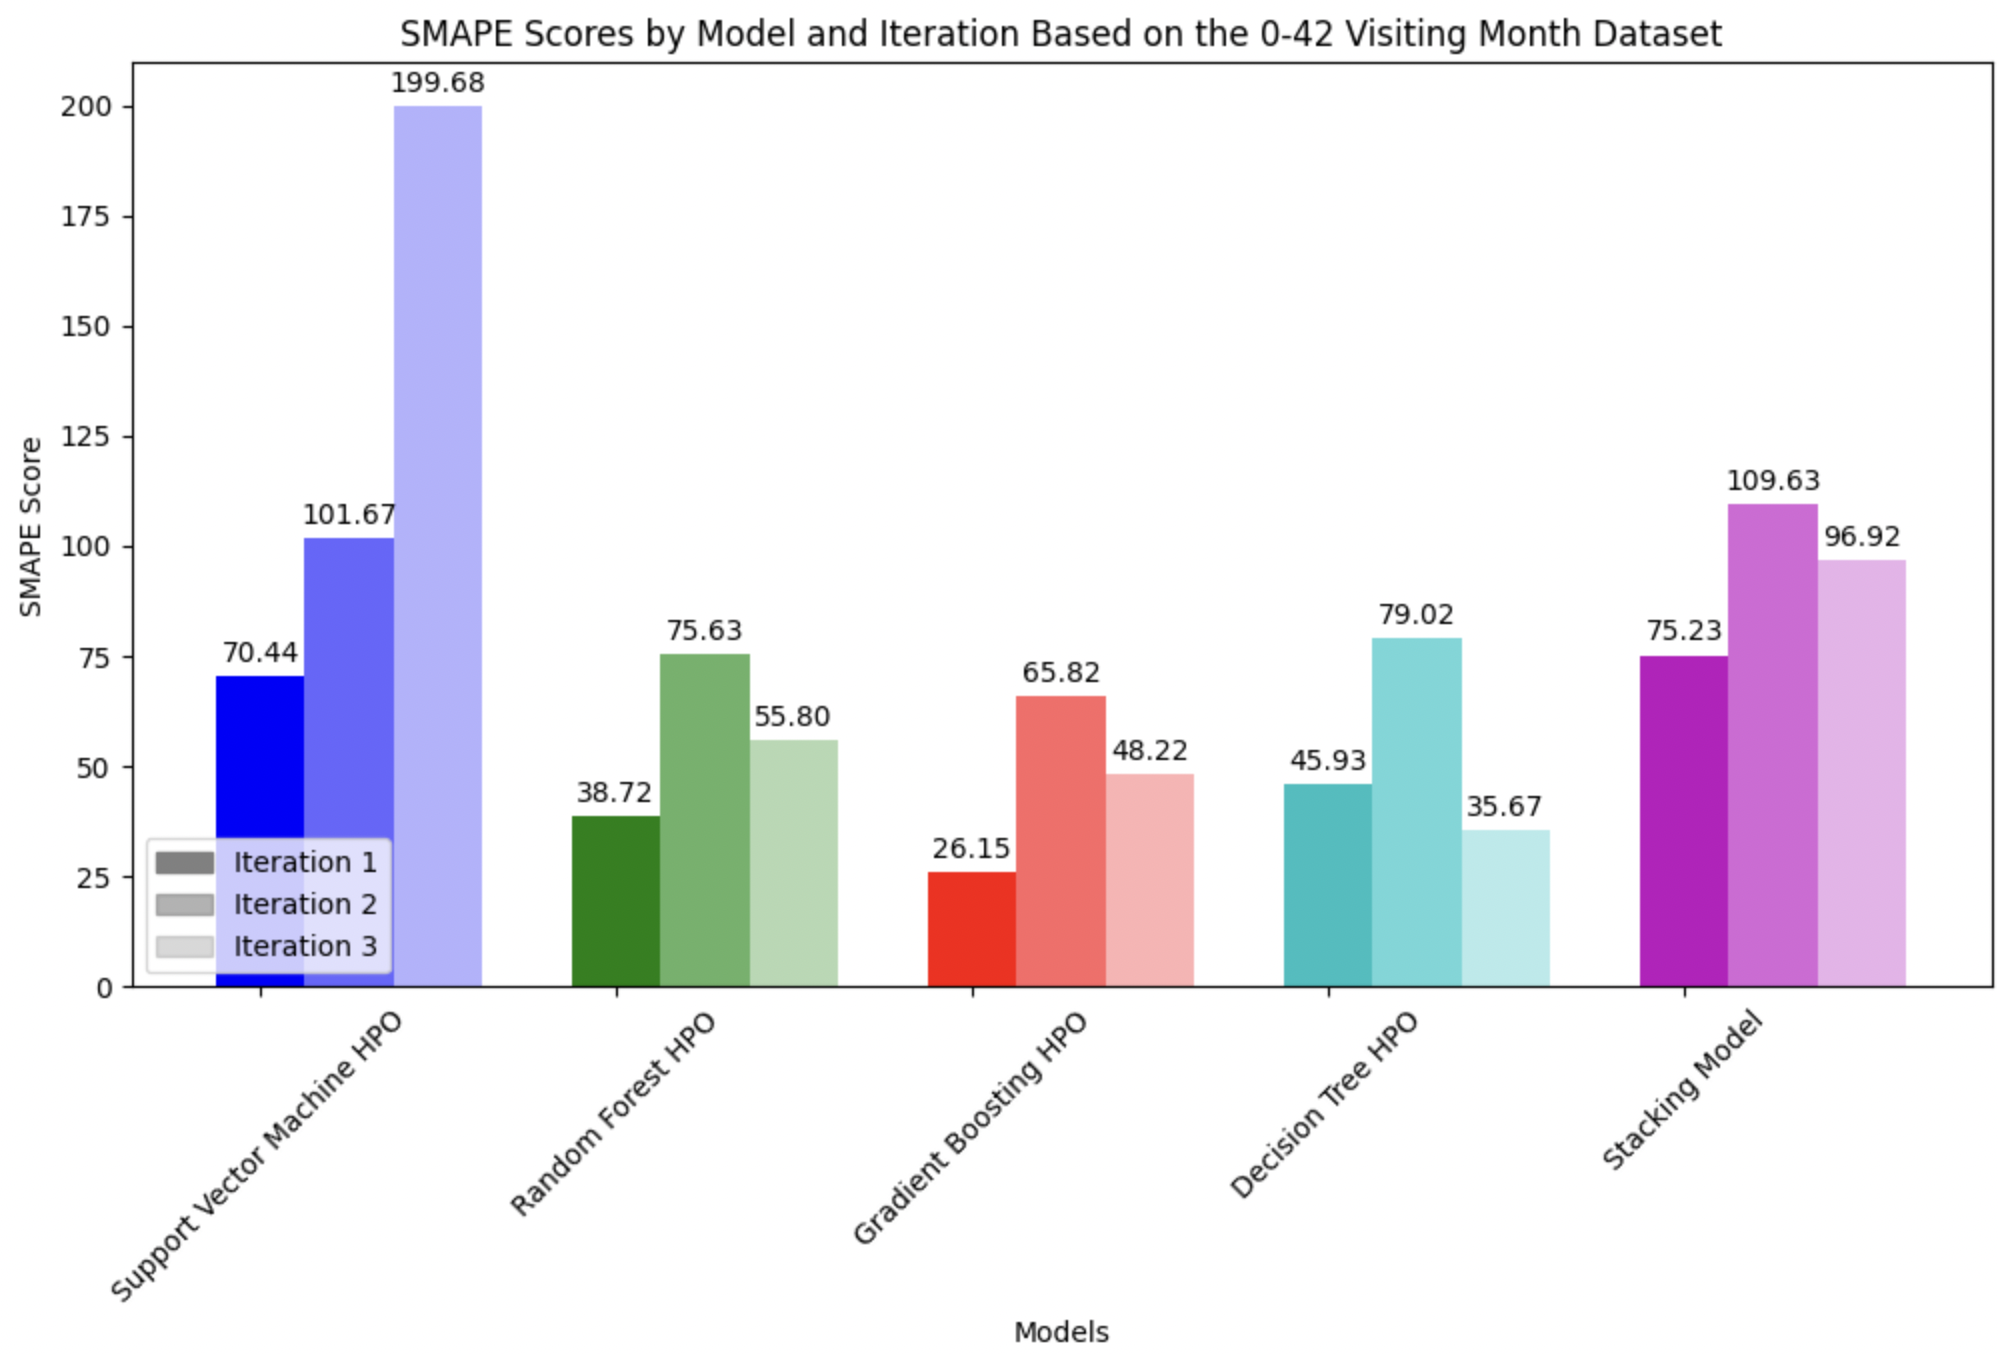 SMAPE Scores by Model and Iteration Based on the 0-42 Visiting Month Dataset
SMAPE Score
200
175
150
125
100
75
50
25
0
70.44
101.67
199.68
38.72
75.63
55.80
26.15
65.82
48.22
45.93
79.02
35.67
75.23
109.63
96.92
Iteration 1
Iteration 2
Iteration 3
Support Vector Machine HPO
Random Forest HPO
Gradient Boosting HPO
Decision Tree HPO
Stacking Model
Models